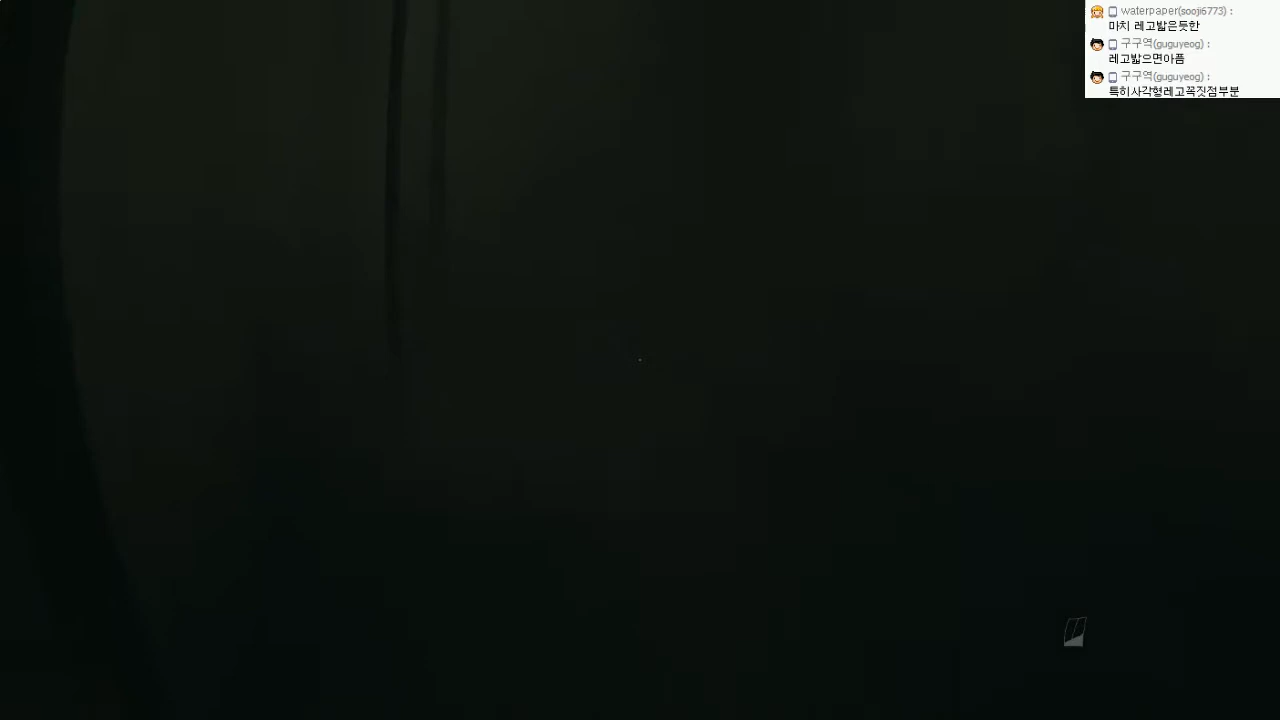 waterpaper(sooji6773) :
마치 레고밟은듯한
구구역(guguyeog) :
레고밟으면아픔
구구역(guguyeog) :
특히사각형레고꼭짓점부분